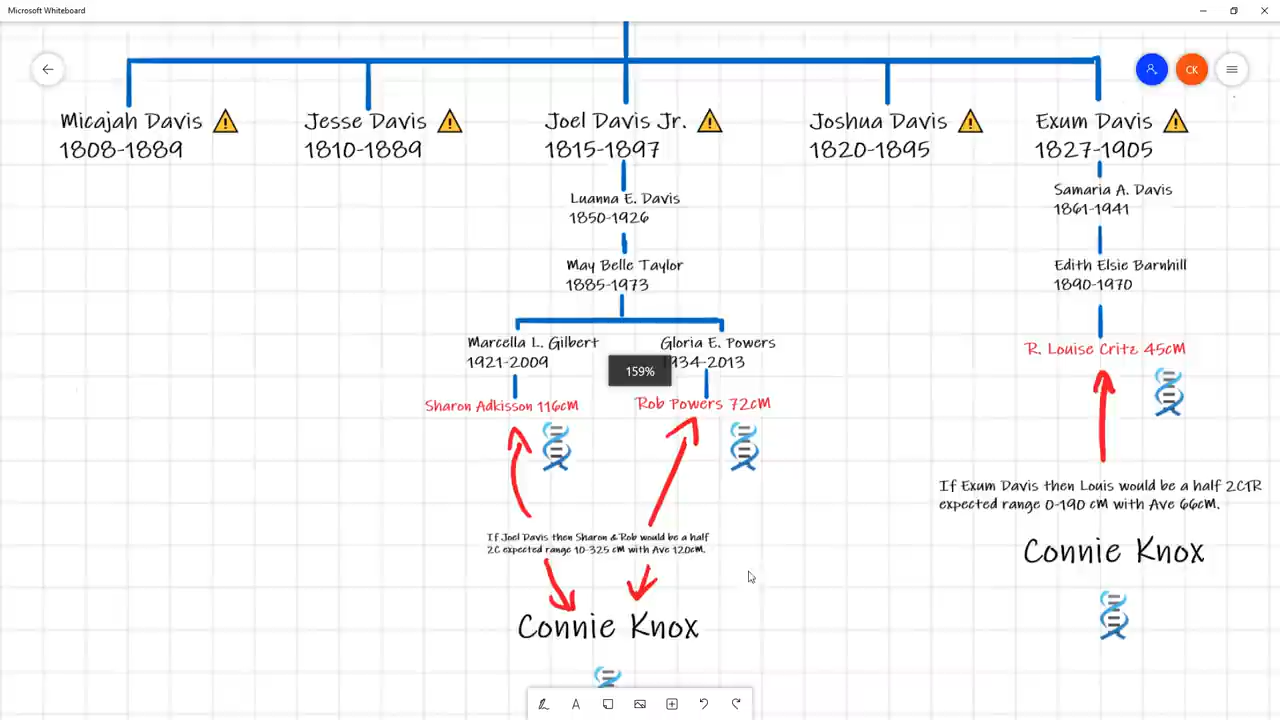 Microsoft Whiteboard
CK
Micajah Davis
1808-1889
Jesse Davis
1810-1889
Joel Davis Jr.
1815-1897
Joshua Davis
1820-1895
Exum Davis
1827-1905
Luanna E. Davis
1850-1926
Samaria A. Davis
1861-1941
May Belle Taylor
1885-1973
Edith Elsie Barnhill
1890-1970
Marcella L. Gilbert
1921-2009
Gloria E. Powers
1934-2013
159%
R. Louise Critz 45cM
Sharon Adkisson 116cM
Rob Powers 72cM
If Exum Davis then Louis would be a half 2C1R
expected range 0-190 cM with Ave 66cM.
If Joel Davis then Sharon & Rob would be a half
2C expected range 10-325 cM with Ave 120cM.
Connie Knox
Connie Knox
A